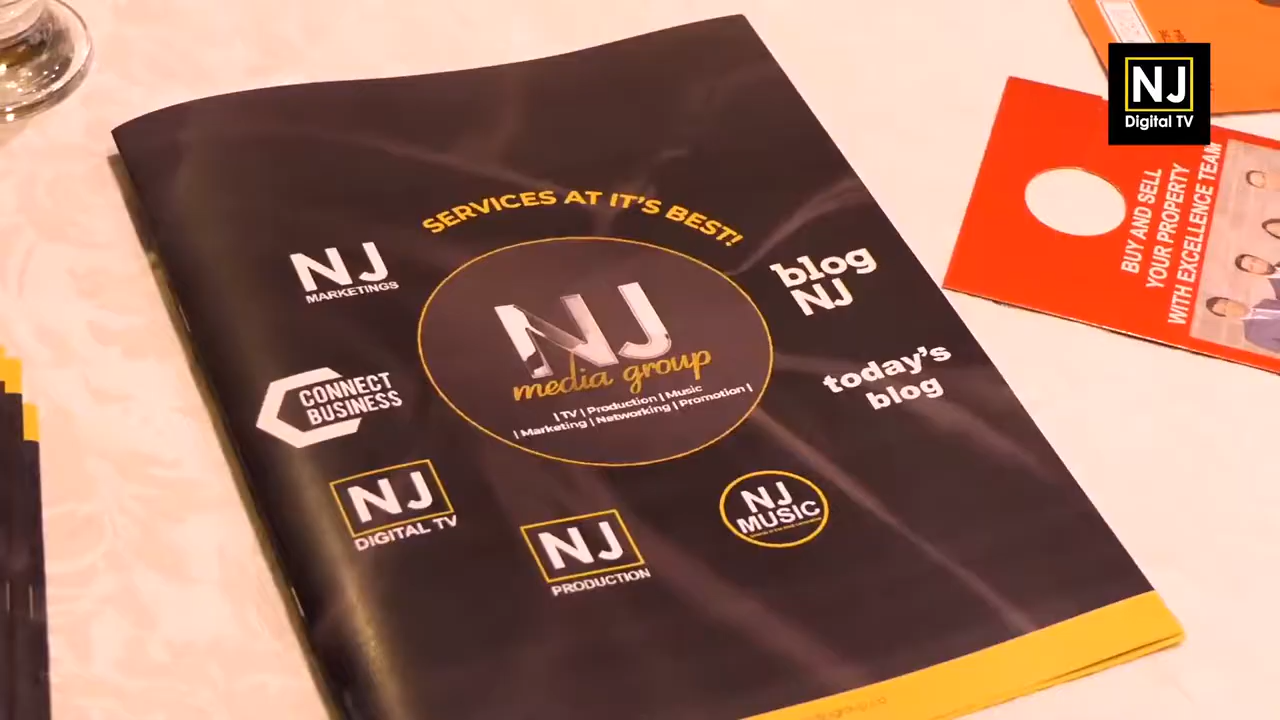 NJ
Digital TV
BUY AND SELL
YOUR PROPERTY
WITH EXCELLENCE TEAM
SERVICES AT IT'S BEST!
NJ
MARKETINGS
blog
NJ
NJ
media group
| TV | Production | Music
| Marketing | Networking | Promotion |
CONNECT
BUSINESS
today's
blog
NJ
DIGITAL TV
NJ
PRODUCTION
NJ
MUSIC